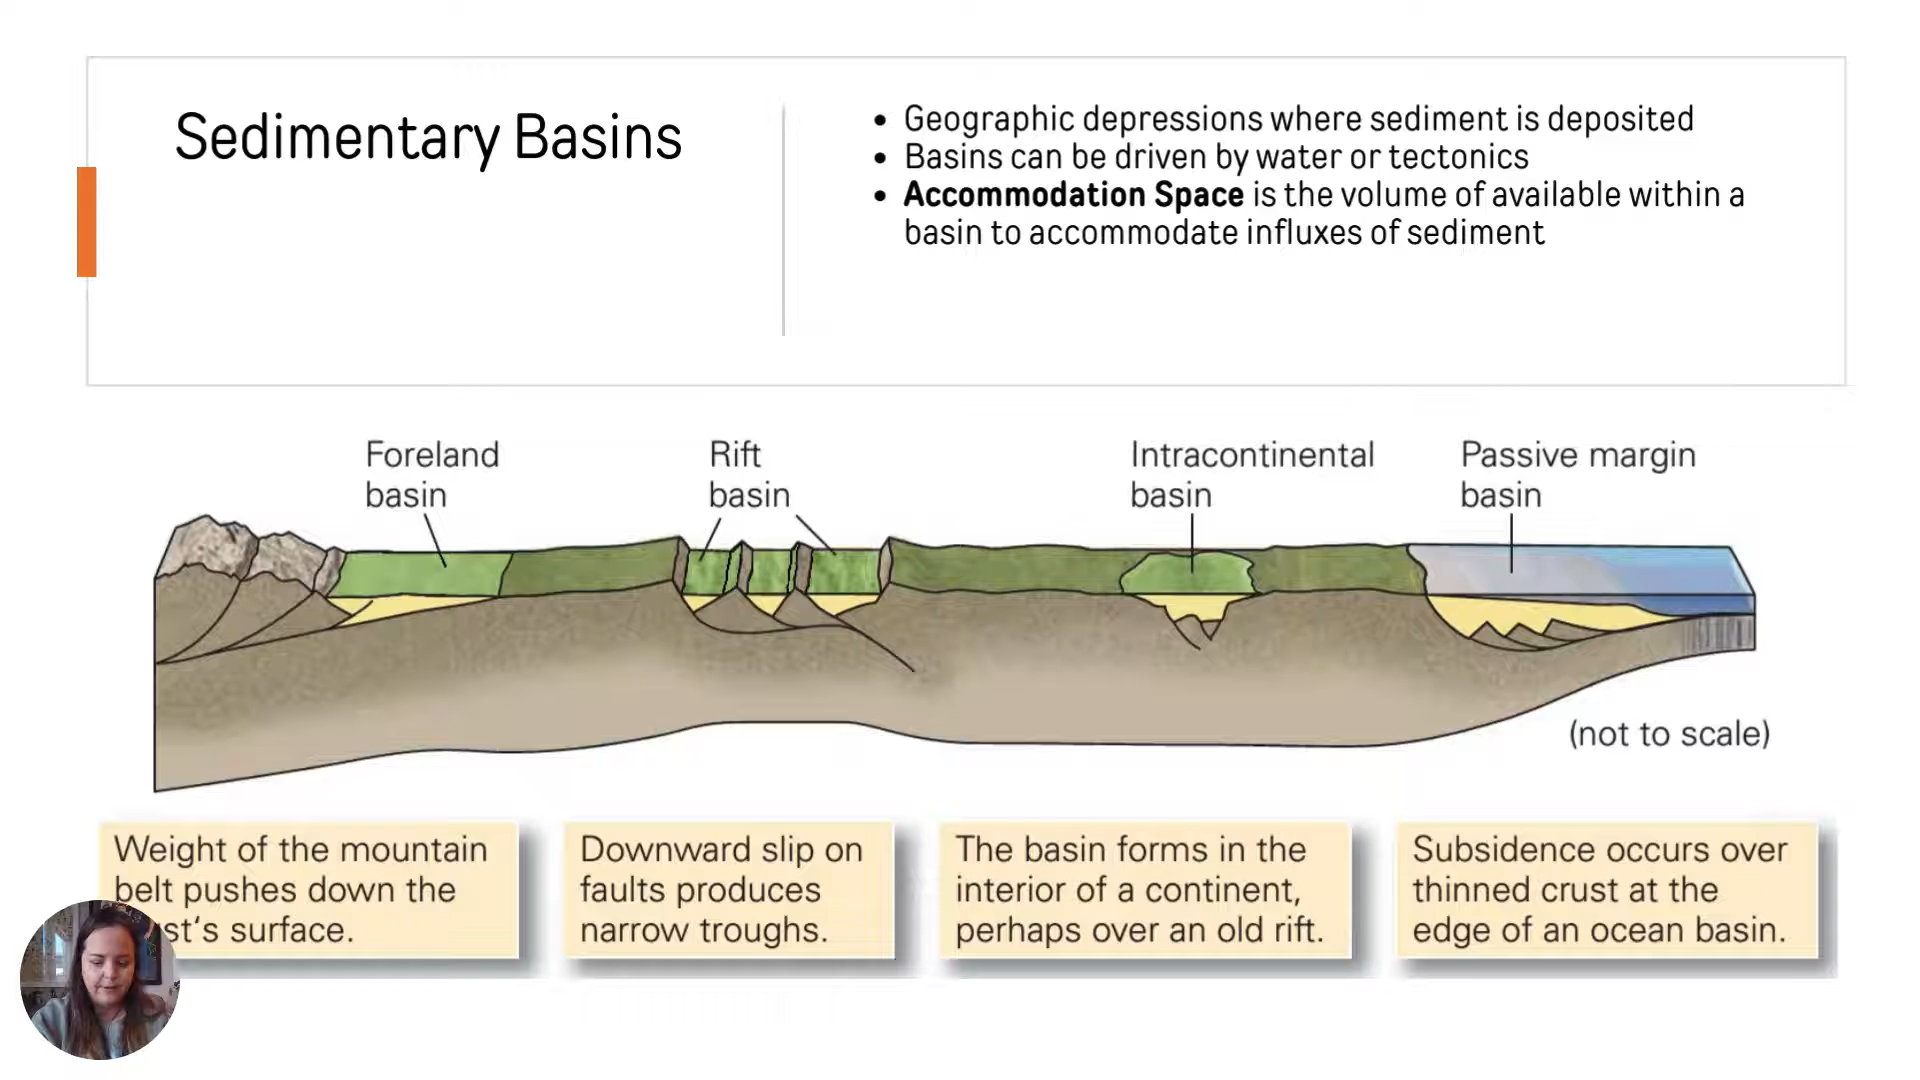 Sedimentary Basins
• Geographic depressions where sediment is deposited
• Basins can be driven by water or tectonics
• Accommodation Space is the volume of available within a
basin to accommodate influxes of sediment
Foreland
basin
Rift
basin
Intracontinental
basin
Passive margin
basin
(not to scale)
Weight of the mountain
belt pushes down the
st's surface.
Downward slip on
faults produces
narrow troughs.
The basin forms in the
interior of a continent,
perhaps over an old rift.
Subsidence occurs over
thinned crust at the
edge of an ocean basin.